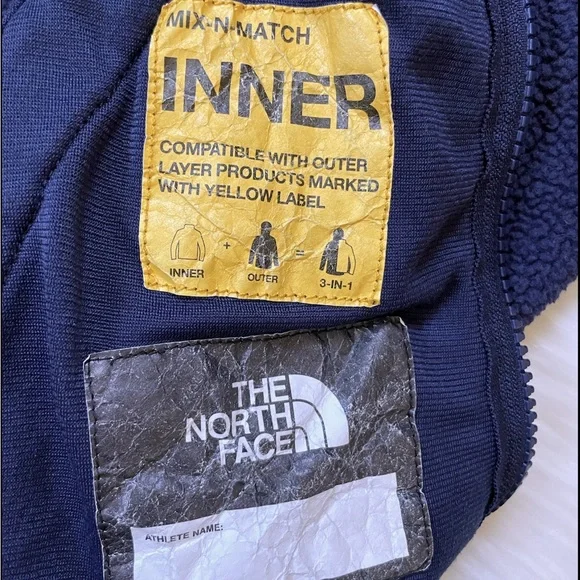 MIX-N-MATCH
INNER
COMPATIBLE WITH OUTER
LAYER PRODUCTS MARKED
WITH YELLOW LABEL
INNER + OUTER = 3-IN-1
THE
NORTH
FACE
ATHLETE NAME: